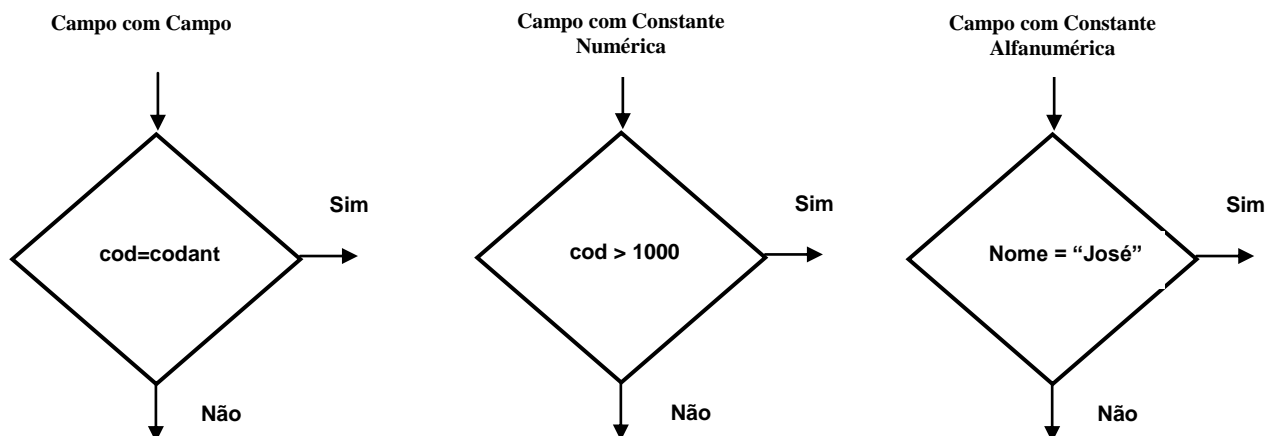 Campo com Campo
Campo com Constante
Numérica
Campo com Constante
Alfanumérica
Sim
cod=codant
Não
Sim
cod > 1000
Não
Sim
Nome = “José”
Não